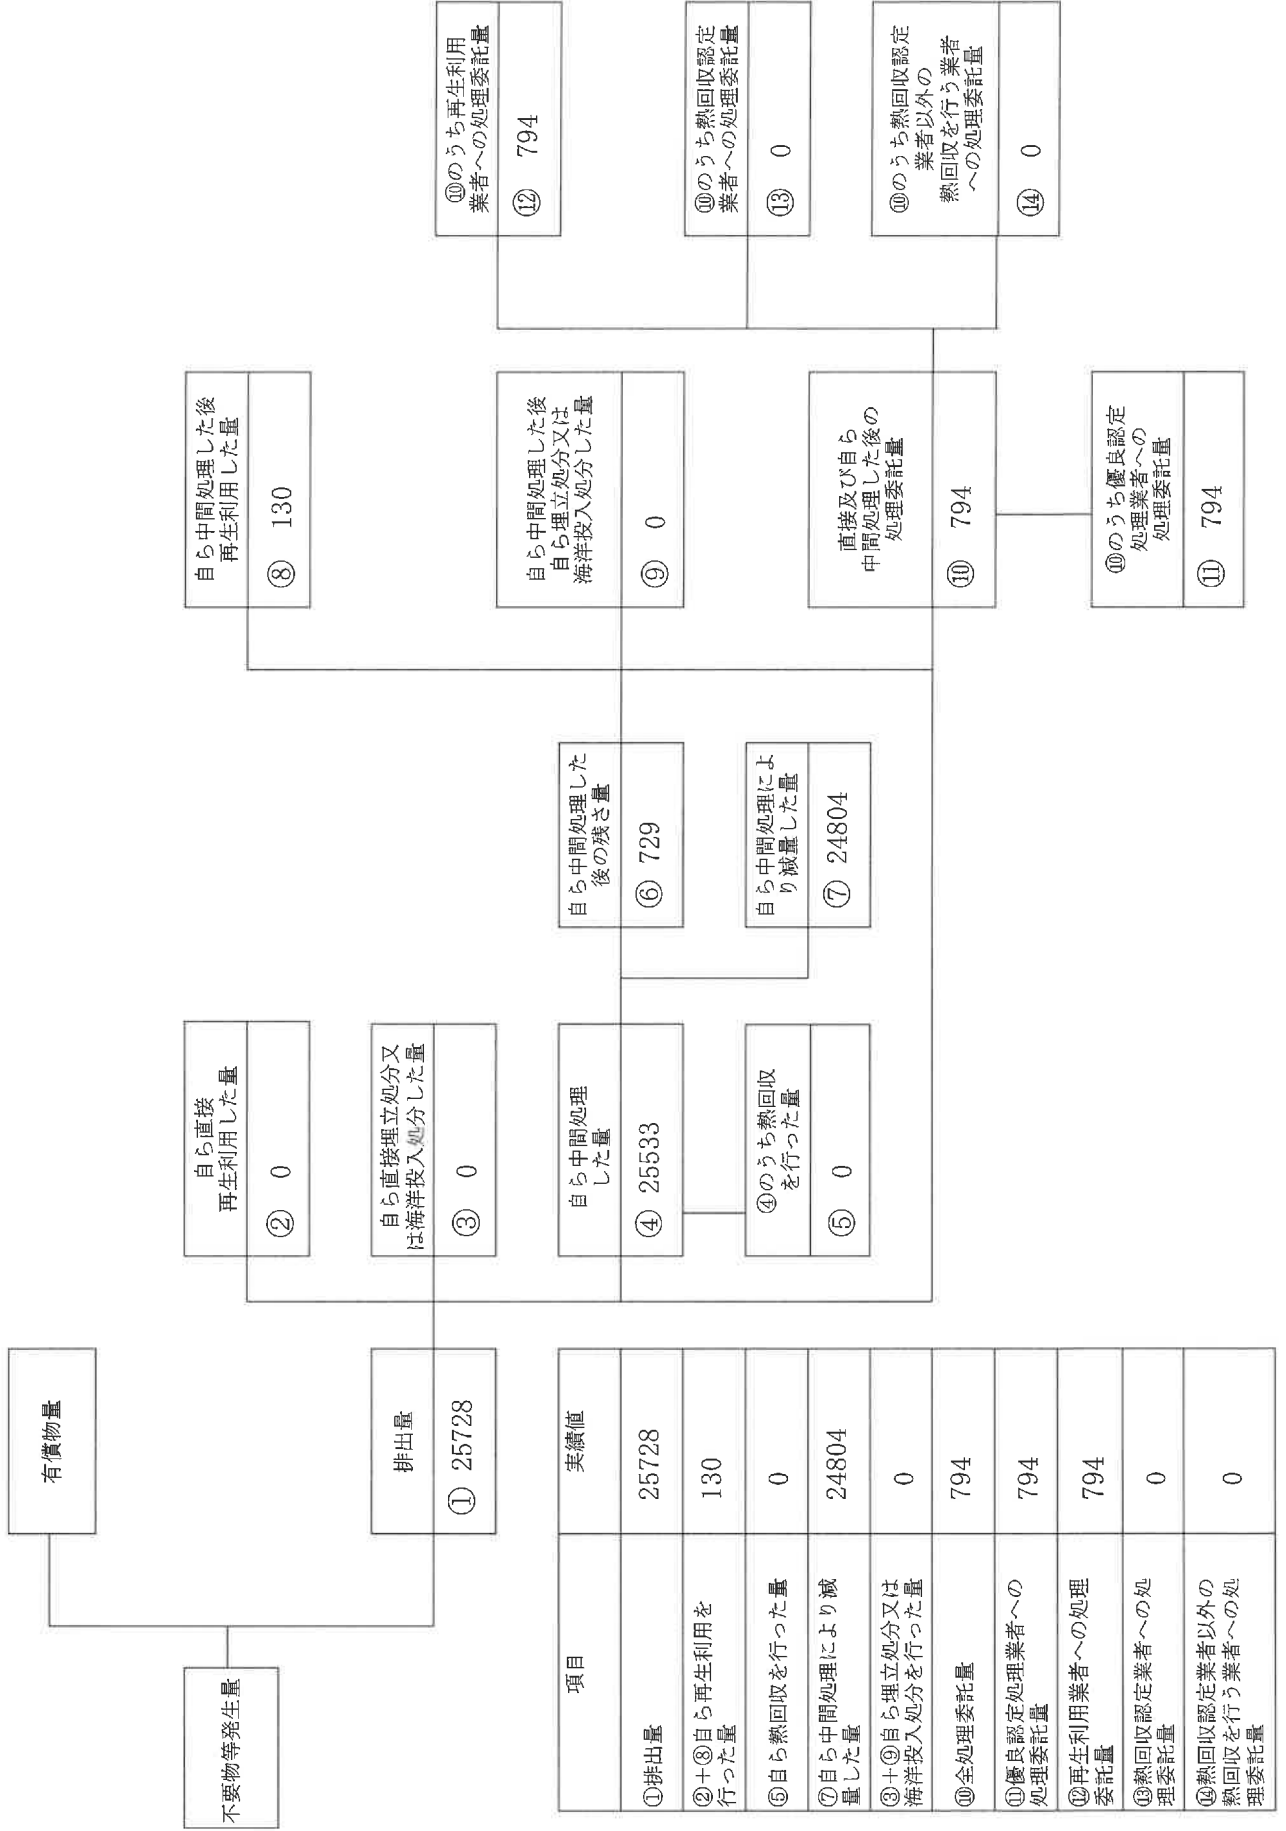 不要物等発生量
有償物量
排出量
① 25728
自ら直接
再生利用した量
② 0
自ら直接埋立処分又
は海洋投入処分した量
③ 0
自ら中間処理
した量
④ 25533
④のうち熱回収
を行った量
⑤ 0
自ら中間処理した
後の残さ量
⑥ 729
自ら中間処理によ
り減量した量
⑦ 24804
自ら中間処理した後
再生利用した量
⑧ 130
自ら中間処理した後
自ら埋立処分又は
海洋投入処分した量
⑨ 0
直接及び自ら
中間処理した後の
処理委託量
⑩ 794
⑩のうち優良認定
処理業者への
処理委託量
⑪ 794
⑩のうち再生利用
業者への処理委託量
⑫ 794
⑩のうち熱回収認定
業者への処理委託量
⑬ 0
⑩のうち熱回収認定
業者以外の
熱回収を行う業者
への処理委託量
⑭ 0
項目 実績値
①排出量 25728
②+⑧自ら再生利用を
行った量 130
⑤自ら熱回収を行った量 0
⑦自ら中間処理により減
量した量 24804
③+⑨自ら埋立処分又は
海洋投入処分を行った量 0
⑩全処理委託量 794
⑪優良認定処理業者への
処理委託量 794
⑫再生利用業者への処理
委託量 794
⑬熱回収認定業者への処
理委託量 0
⑭熱回収認定業者以外の
熱回収を行う業者への処
理委託量 0